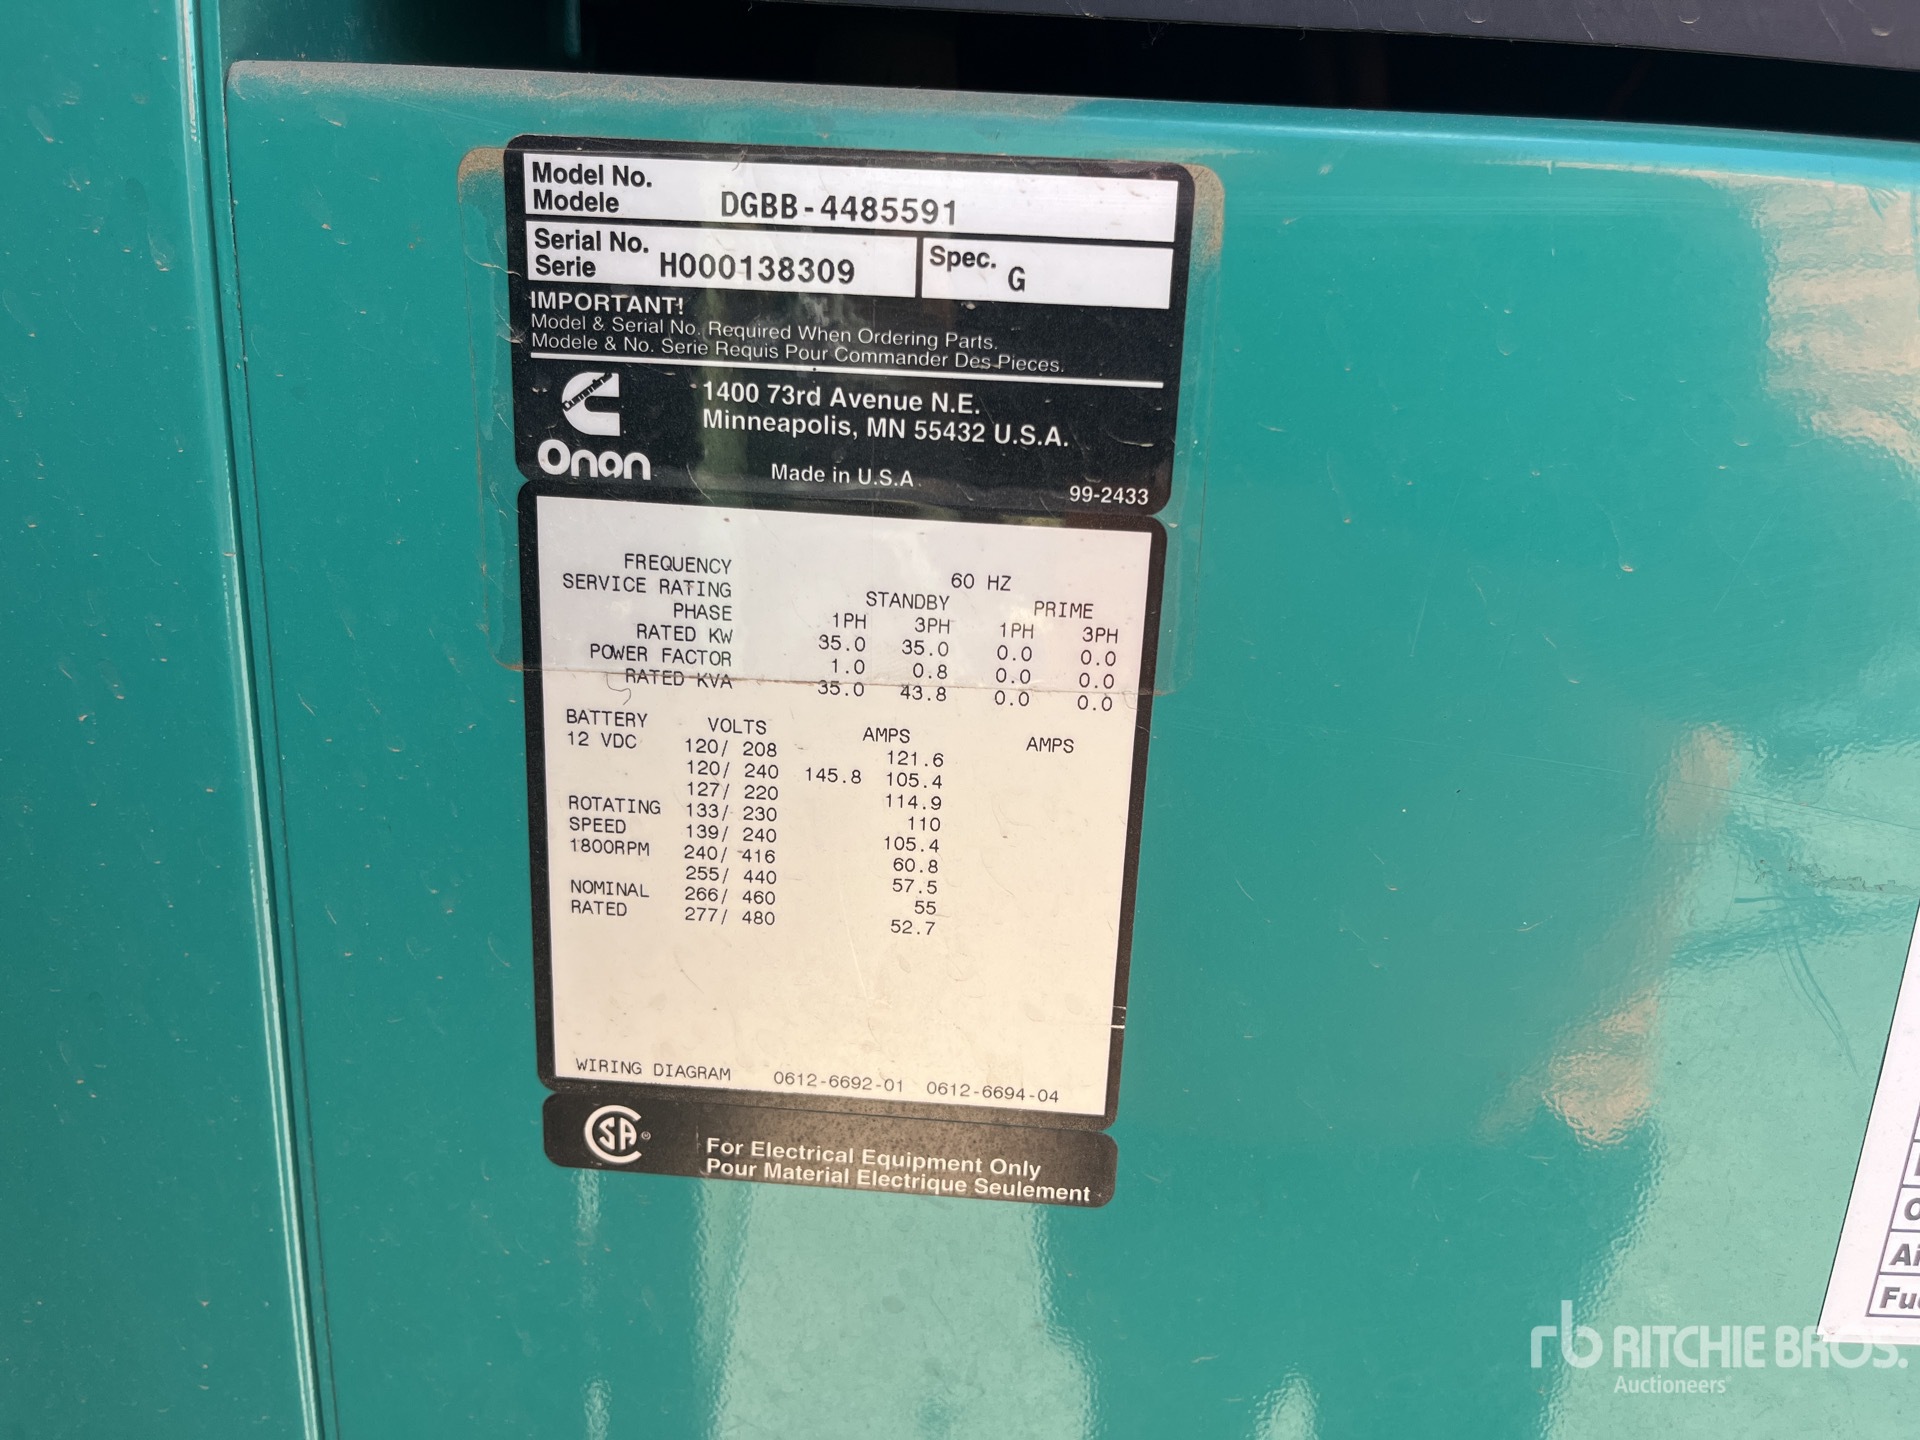 Model No.
Modele
DGBB-4485591
Serial No.
Serie
H000138309
Spec.
G
IMPORTANT!
Model & Serial No. Required When Ordering Parts.
Modele & No. Serie Requis Pour Commander Des Pieces.
Cummins
Onan
1400 73rd Avenue N.E.
Minneapolis, MN 55432 U.S.A.
Made in U.S.A.
99-2433
FREQUENCY 60 HZ
SERVICE RATING STANDBY PRIME
PHASE 1PH 3PH 1PH 3PH
RATED KW 35.0 35.0 0.0 0.0
POWER FACTOR 1.0 0.8 0.0 0.0
RATED KVA 35.0 43.8 0.0 0.0
BATTERY VOLTS AMPS AMPS
12 VDC 120/ 208 121.6
120/ 240 145.8 105.4
127/ 220 114.9
ROTATING 133/ 230 110
SPEED 139/ 240 105.4
1800RPM 240/ 416 60.8
255/ 440 57.5
NOMINAL 266/ 460 55
RATED 277/ 480 52.7
WIRING DIAGRAM 0612-6692-01 0612-6694-04
SA ®
For Electrical Equipment Only
Pour Material Electrique Seulement
rb RITCHIE BROS.
Auctioneers